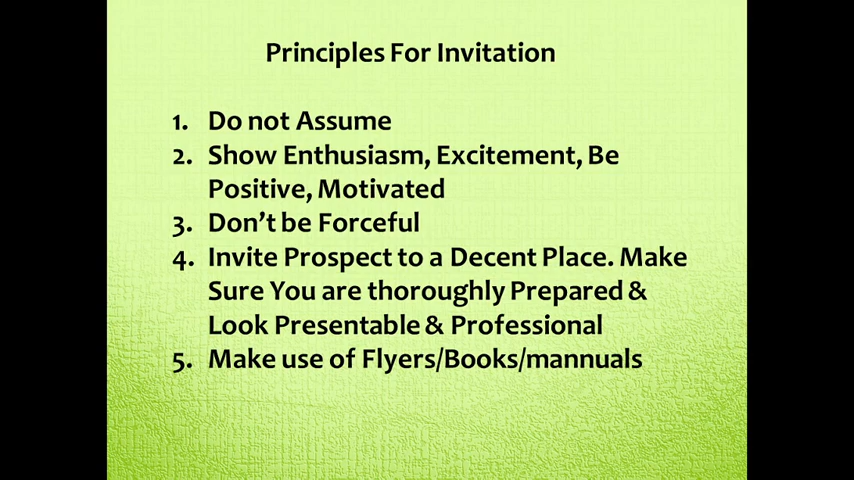 Principles For Invitation
1. Do not Assume
2. Show Enthusiasm, Excitement, Be
Positive, Motivated
3. Don't be Forceful
4. Invite Prospect to a Decent Place. Make
Sure You are thoroughly Prepared &
Look Presentable & Professional
5. Make use of Flyers/Books/mannuals